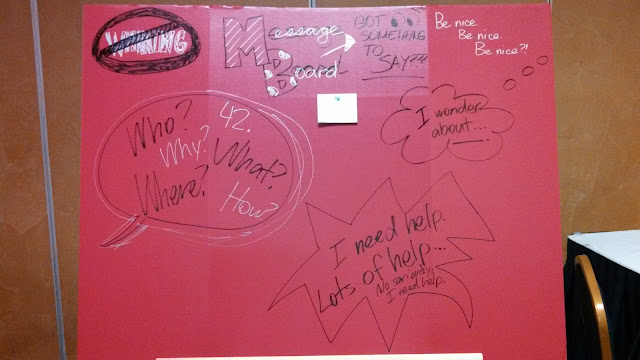 WINNING
Message
Board
GOT
SOMETHING
TO
SAY???
Be nice.
Be nice.
Be nice?!
Who?
42.
Why?
What?
Where?
How?
I wonder
about...
I need help.
Lots of help...
No seriously,
I need help.